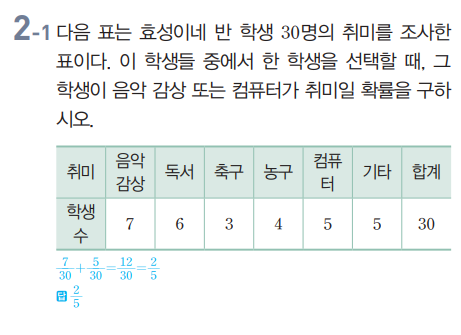 2-1 다음 표는 효성이네 반 학생 30명의 취미를 조사한
표이다. 이 학생들 중에서 한 학생을 선택할 때, 그
학생이 음악 감상 또는 컴퓨터가 취미일 확률을 구하
시오.
취미 음악 감상 독서 축구 농구 컴퓨터 기타 합계
학생 수 7 6 3 4 5 5 30
7/30 + 5/30 = 12/30 = 2/5
답 2/5